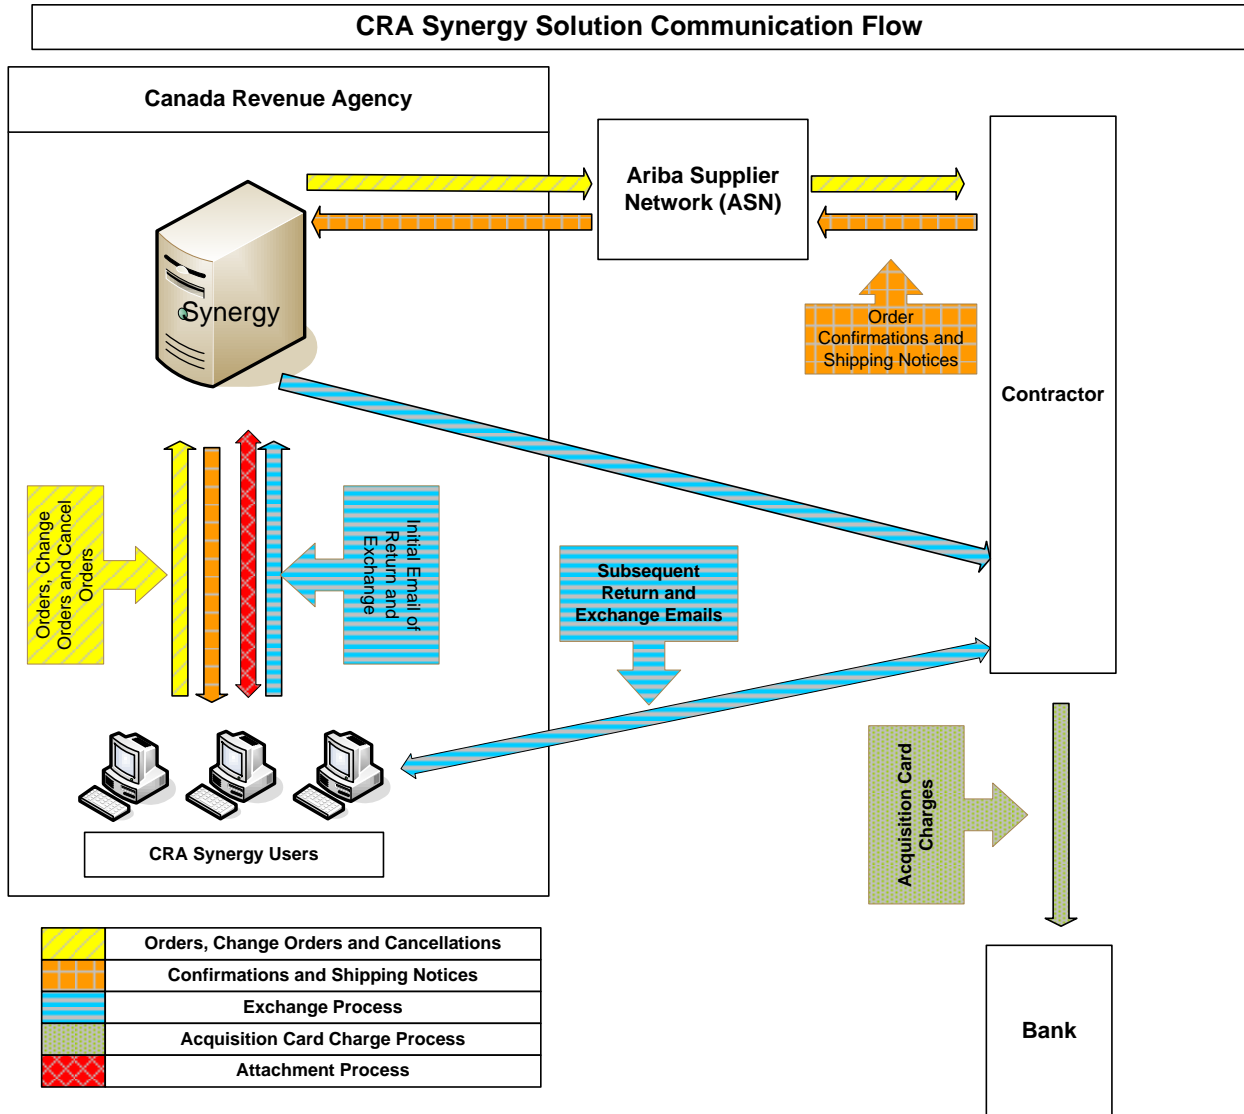 CRA Synergy Solution Communication Flow
Canada Revenue Agency
Ariba Supplier
Network (ASN)
Synergy
Order
Confirmations and
Shipping Notices
Contractor
Orders, Change
Orders and Cancel
Orders
Initial Email of
Return and
Exchange
Subsequent
Return and
Exchange Emails
Acquisition Card
Charges
CRA Synergy Users
Orders, Change Orders and Cancellations
Confirmations and Shipping Notices
Exchange Process
Acquisition Card Charge Process
Attachment Process
Bank